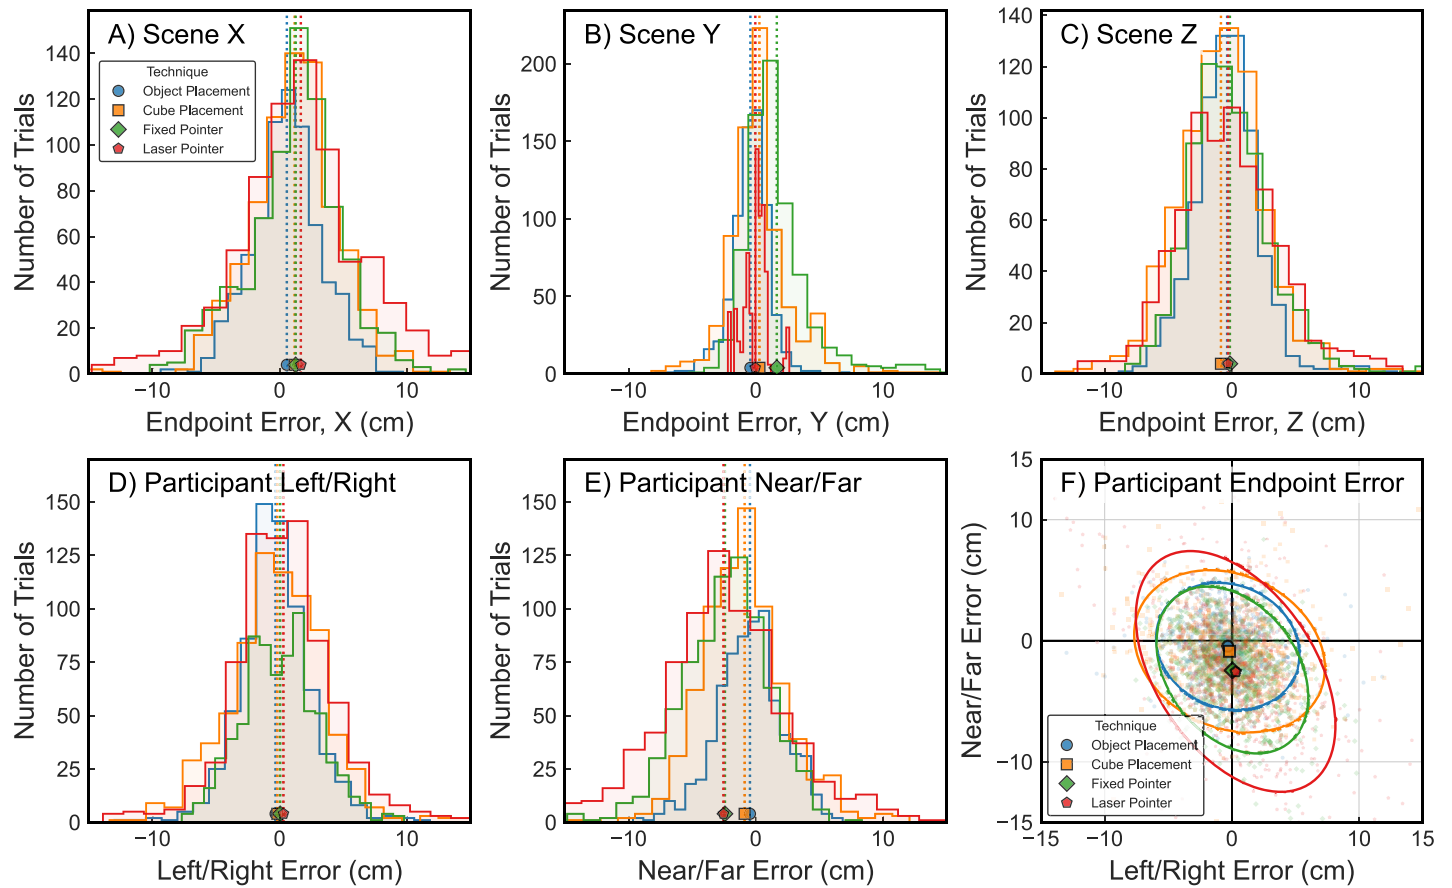 A) Scene X
Technique
Object Placement
Cube Placement
Fixed Pointer
Laser Pointer
Number of Trials
0
20
40
60
80
100
120
140
−10
0
10
Endpoint Error, X (cm)
B) Scene Y
Number of Trials
0
50
100
150
200
−10
0
10
Endpoint Error, Y (cm)
C) Scene Z
Number of Trials
0
20
40
60
80
100
120
140
−10
0
10
Endpoint Error, Z (cm)
D) Participant Left/Right
Number of Trials
0
25
50
75
100
125
150
−10
0
10
Left/Right Error (cm)
E) Participant Near/Far
Number of Trials
0
25
50
75
100
125
150
−10
0
10
Near/Far Error (cm)
F) Participant Endpoint Error
Near/Far Error (cm)
15
10
0
−10
−15
Technique
Object Placement
Cube Placement
Fixed Pointer
Laser Pointer
−15
−10
0
10
15
Left/Right Error (cm)